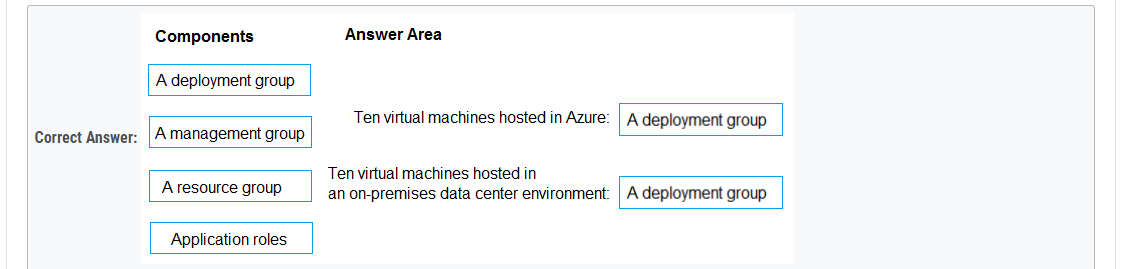 Components
Answer Area
A deployment group
Ten virtual machines hosted in Azure:
A deployment group
Correct Answer:
A management group
Ten virtual machines hosted in
an on-premises data center environment:
A deployment group
A resource group
Application roles